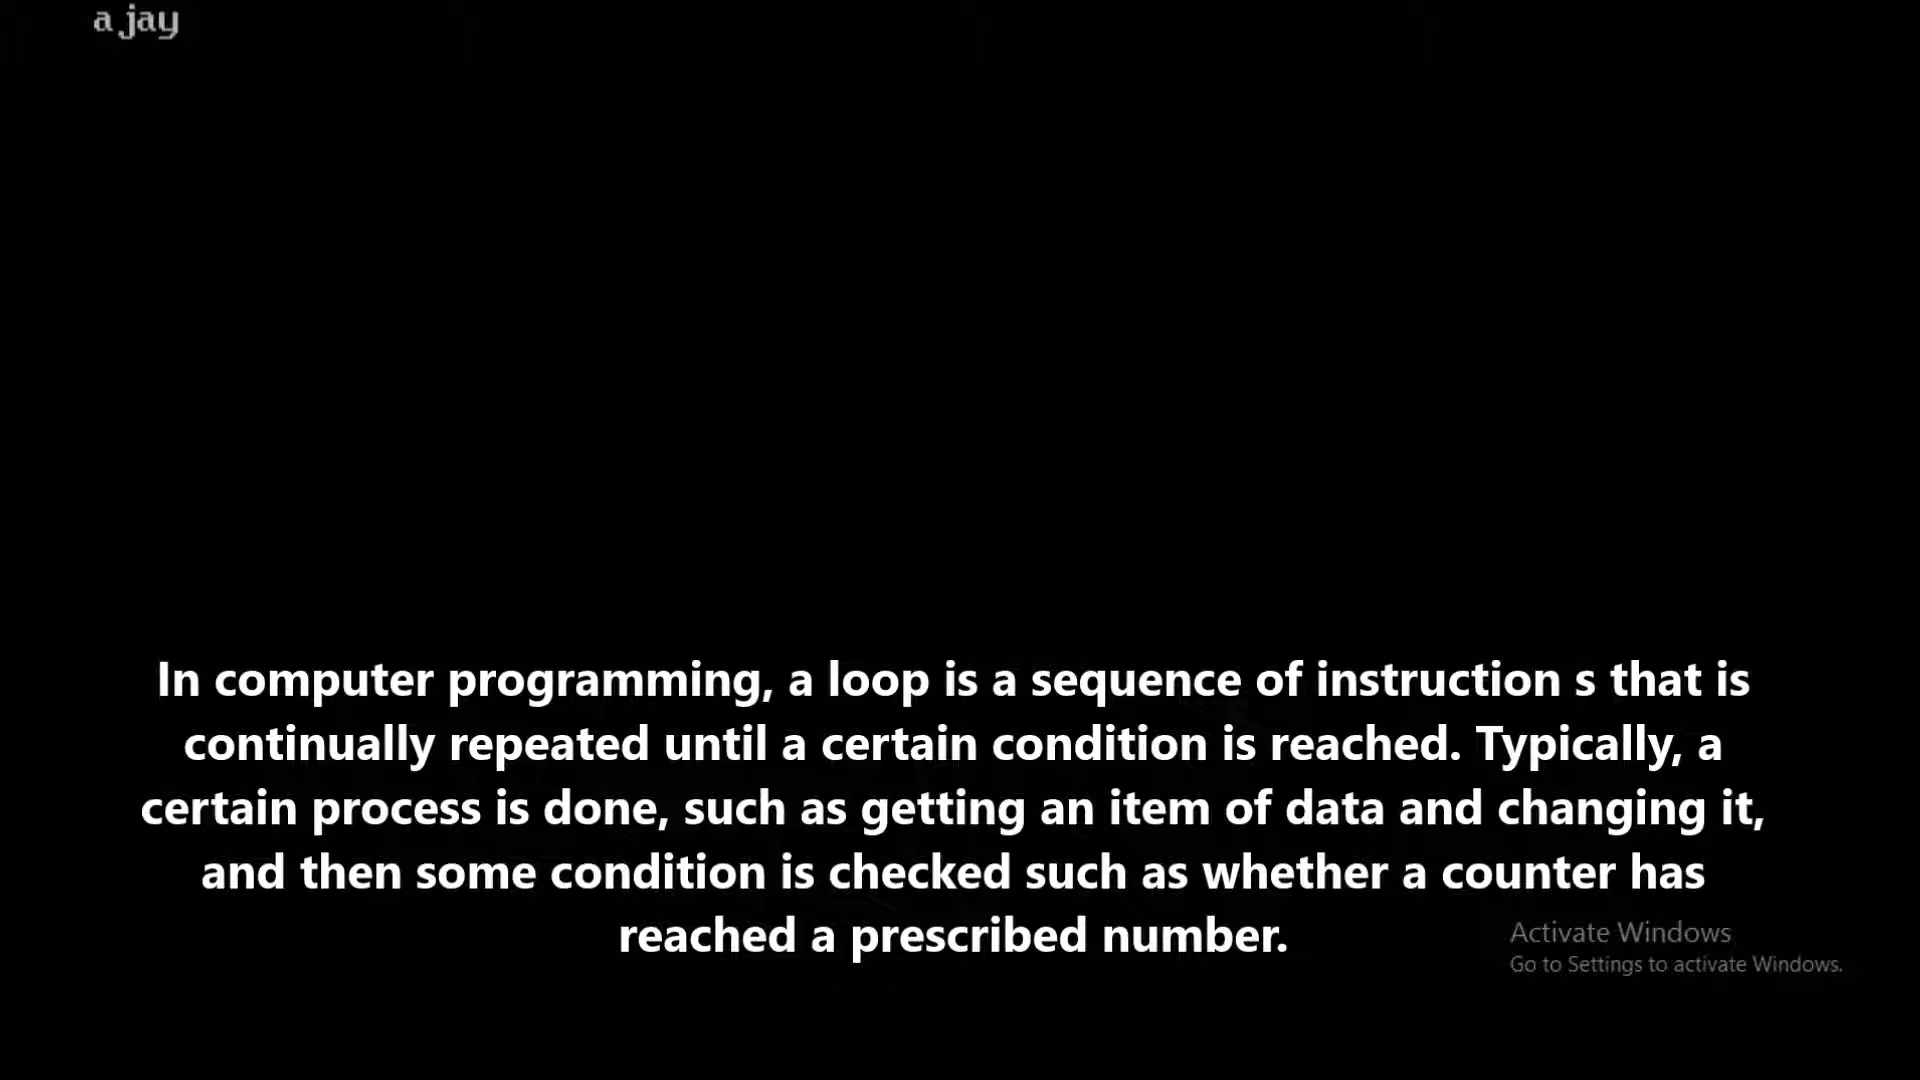 a jay
In computer programming, a loop is a sequence of instruction s that is
continually repeated until a certain condition is reached. Typically, a
certain process is done, such as getting an item of data and changing it,
and then some condition is checked such as whether a counter has
reached a prescribed number.
Activate Windows
Go to Settings to activate Windows.